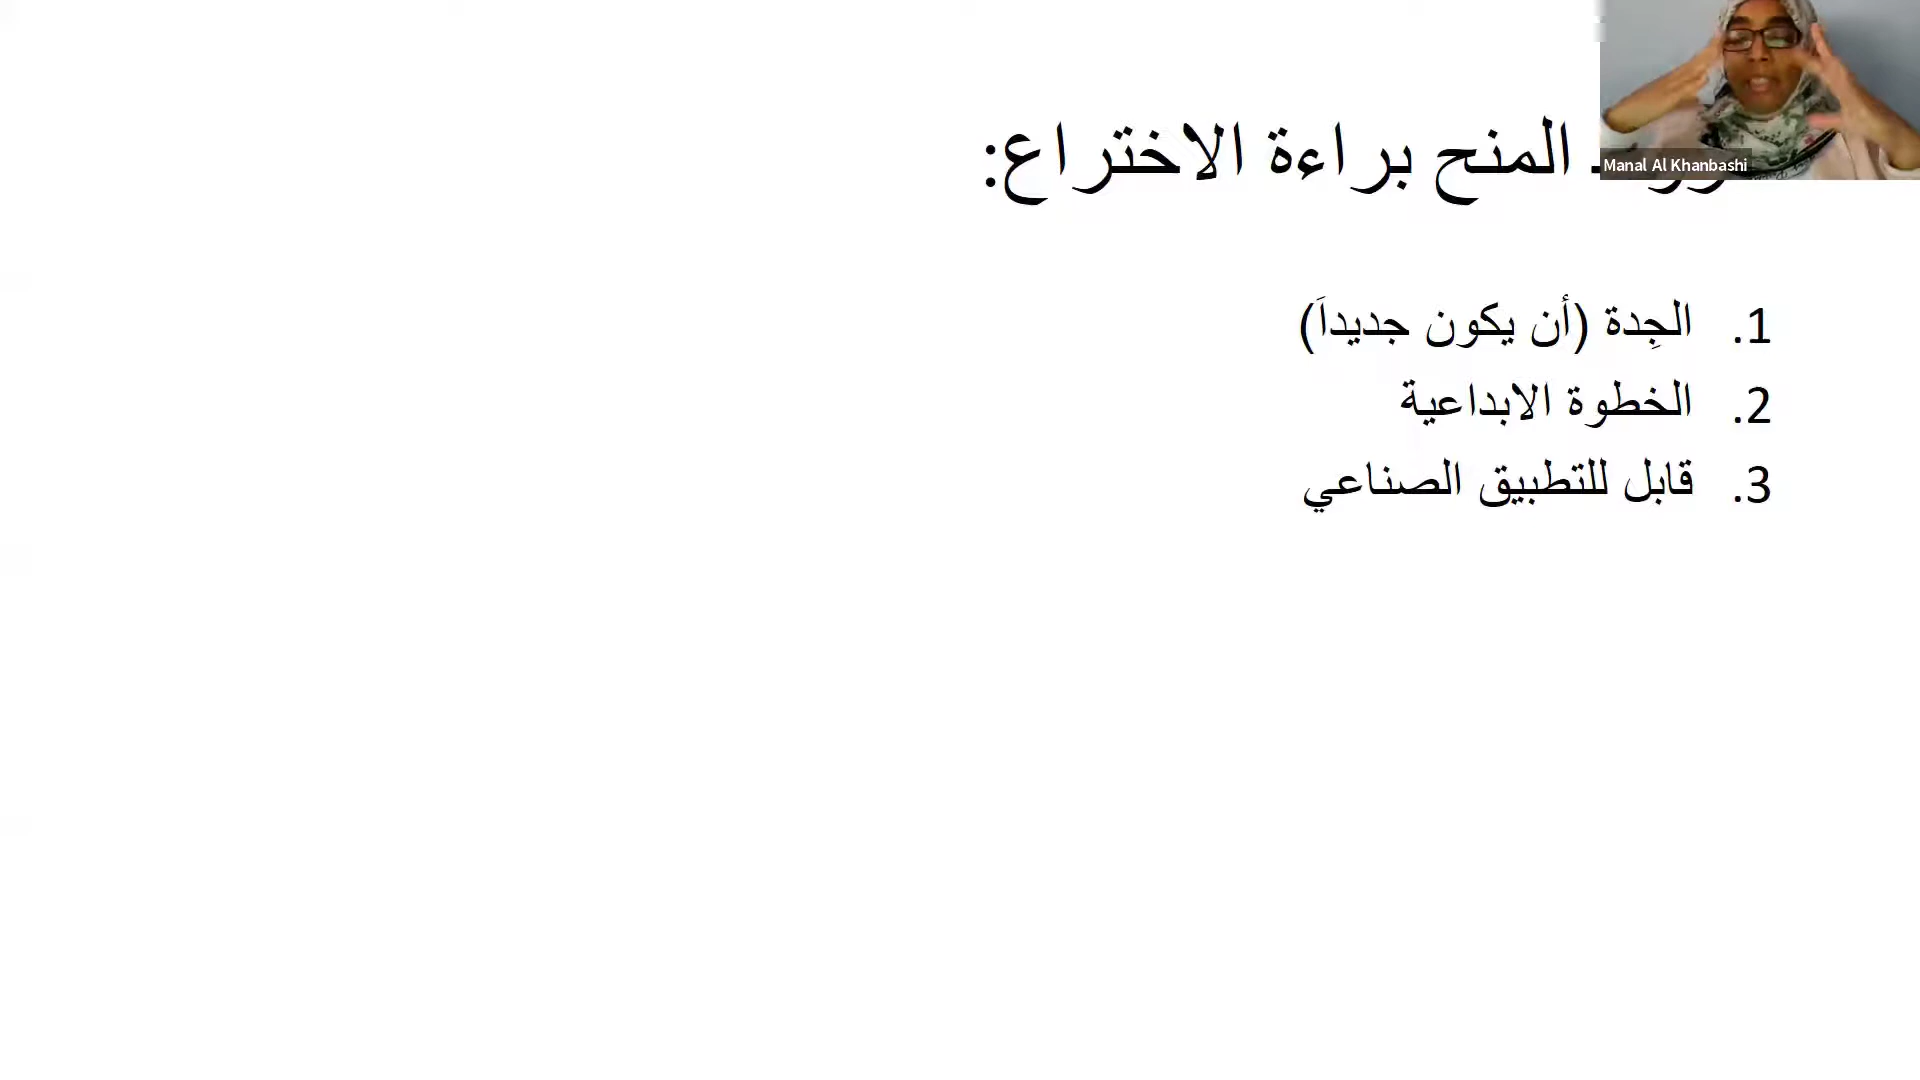 المنح براءة الاختراع:
1. الجِدة (أن يكون جديداَ)
2. الخطوة الابداعية
3. قابل للتطبيق الصناعي
Manal Al Khanbashi